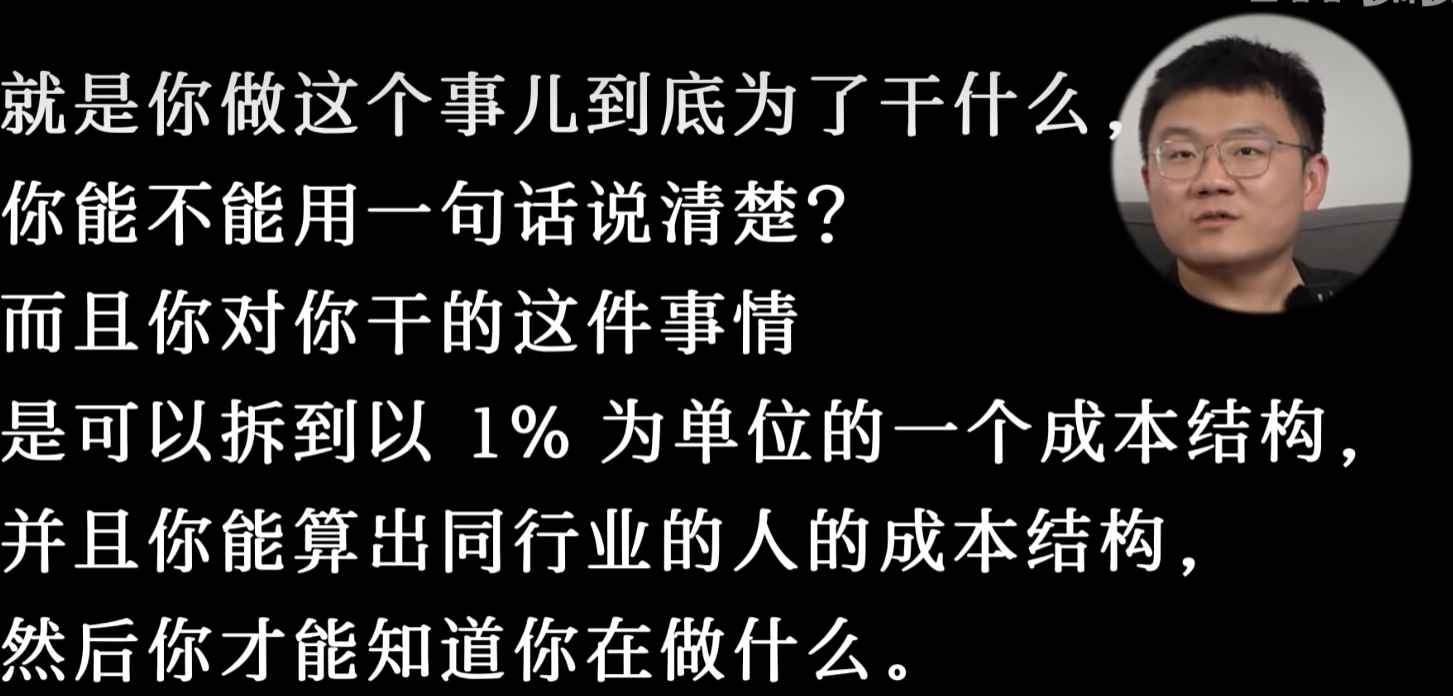 就是你做这个事儿到底为了干什么，
你能不能用一句话说清楚？
而且你对你干的这件事情
是可以拆到以 1% 为单位的一个成本结构，
并且你能算出同行业的人的成本结构，
然后你才能知道你在做什么。